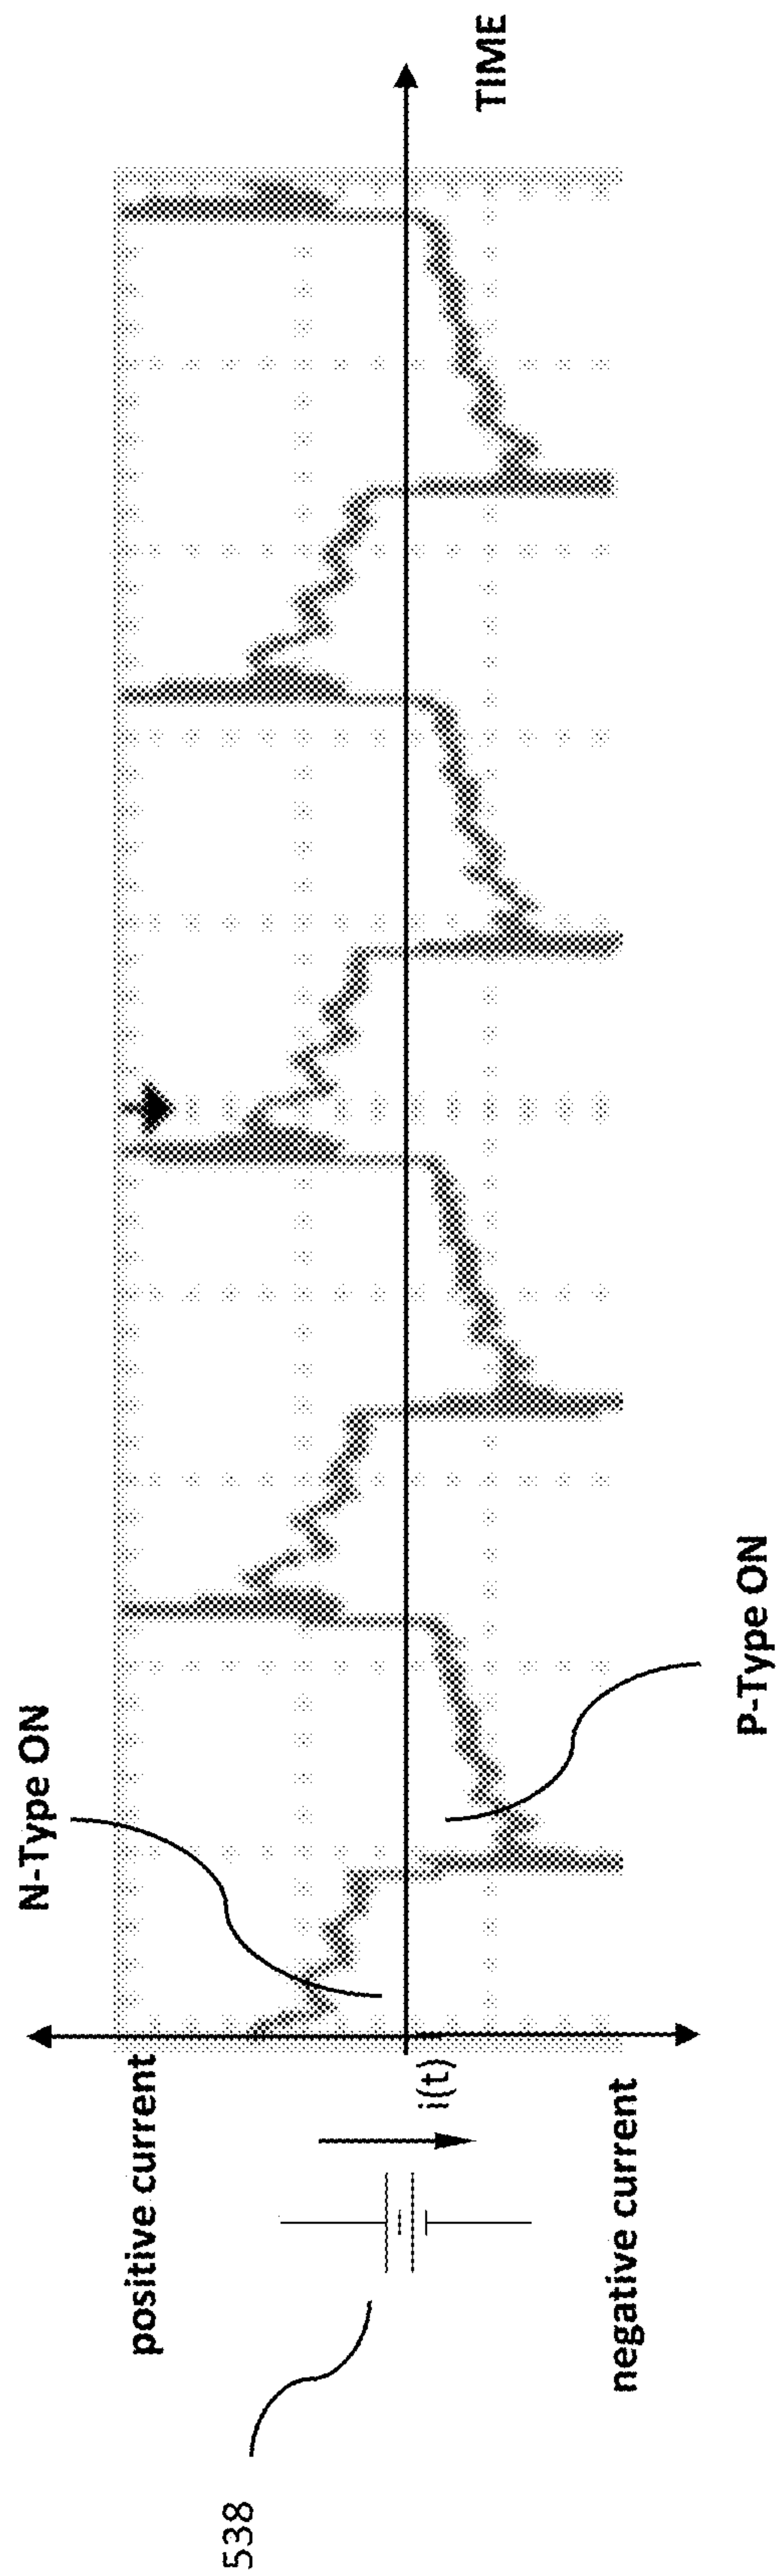 N-Type ON
positive current
TIME
i(t)
538
negative current
P-Type ON